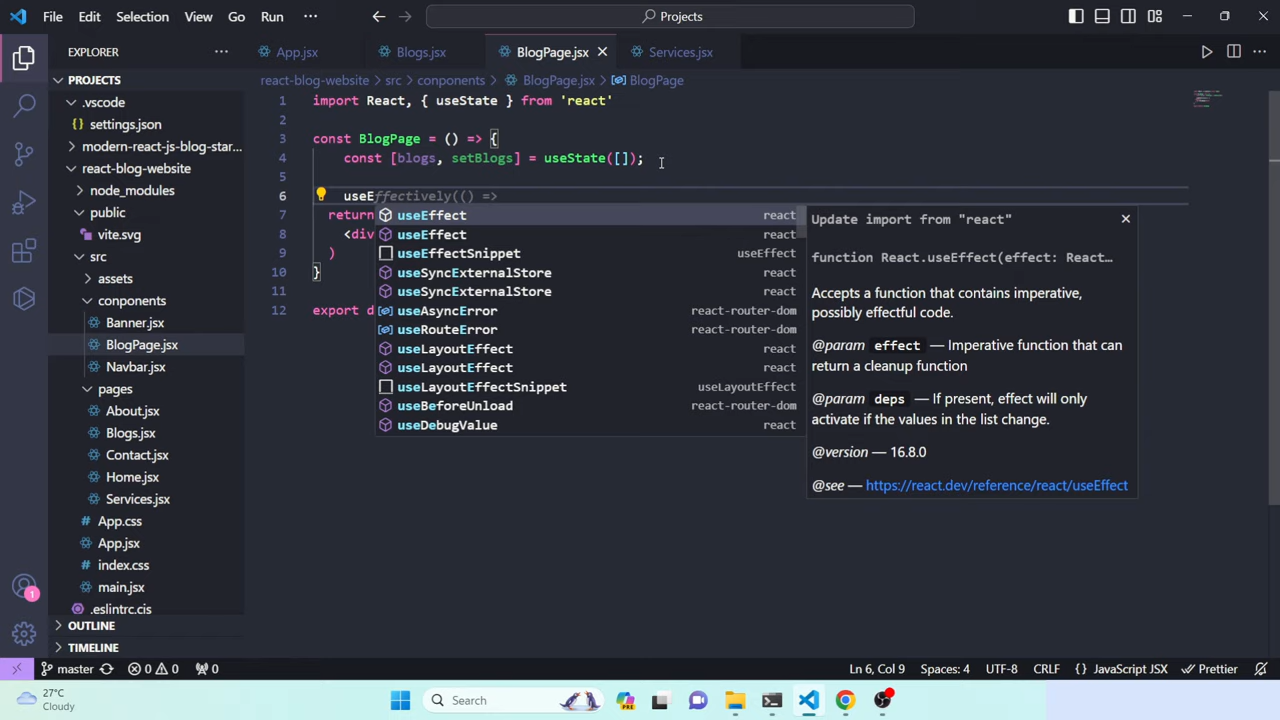 File Edit Selection View Go Run ··· Projects
EXPLORER ···
PROJECTS
.vscode
settings.json
modern-react-js-blog-star...
react-blog-website
node_modules
public
vite.svg
src
assets
conponents
Banner.jsx
BlogPage.jsx
Navbar.jsx
pages
About.jsx
Blogs.jsx
Contact.jsx
Home.jsx
Services.jsx
App.css
App.jsx
index.css
main.jsx
.eslintrc.cjs
OUTLINE
TIMELINE
App.jsx Blogs.jsx BlogPage.jsx Services.jsx
react-blog-website > src > conponents > BlogPage.jsx > BlogPage
1 import React, { useState } from 'react'
2
3 const BlogPage = () => {
4 const [blogs, setBlogs] = useState([]);
5
6 useEffectively(() =>
7 return
8 <div
9 )
10 }
11
12 export d
useEffect react
useEffect react
useEffectSnippet useEffect
useSyncExternalStore react
useSyncExternalStore react
useAsyncError react-router-dom
useRouteError react-router-dom
useLayoutEffect react
useLayoutEffect react
useLayoutEffectSnippet useLayoutEffect
useBeforeUnload react-router-dom
useDebugValue react
Update import from "react"
function React.useEffect(effect: React…
Accepts a function that contains imperative,
possibly effectful code.
@param effect — Imperative function that can
return a cleanup function
@param deps — If present, effect will only
activate if the values in the list change.
@version — 16.8.0
@see — https://react.dev/reference/react/useEffect
1
master 0 0 0 Ln 6, Col 9 Spaces: 4 UTF-8 CRLF {} JavaScript JSX Prettier
27°C
Cloudy
Search
PRE